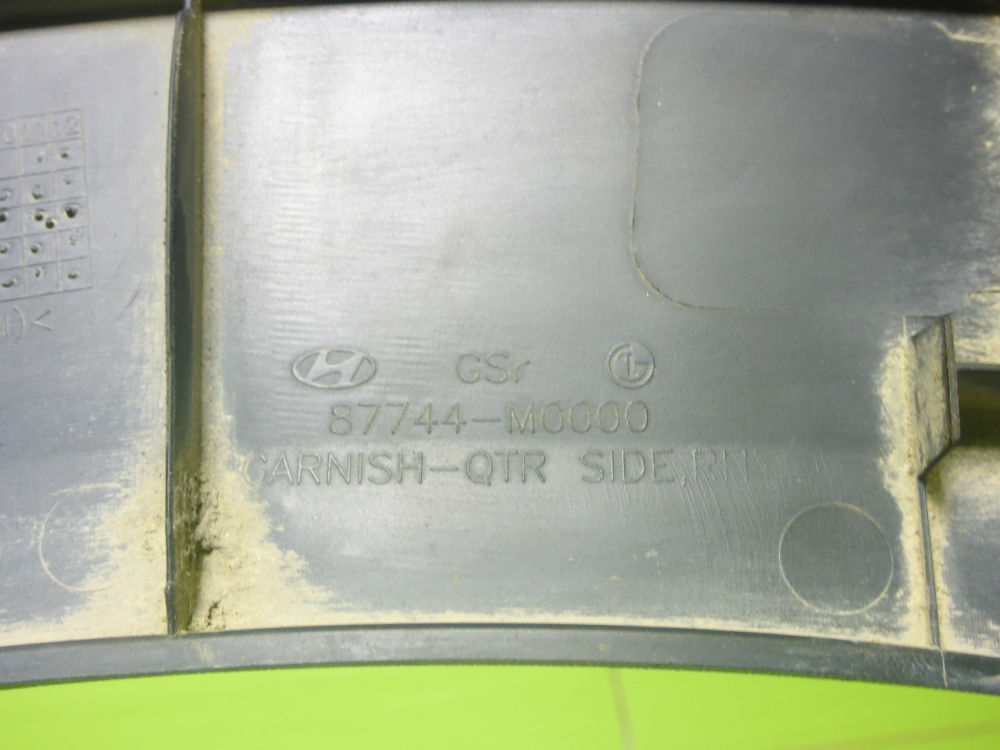 GSr
87744-M0000
GARNISH-QTR SIDE,RH